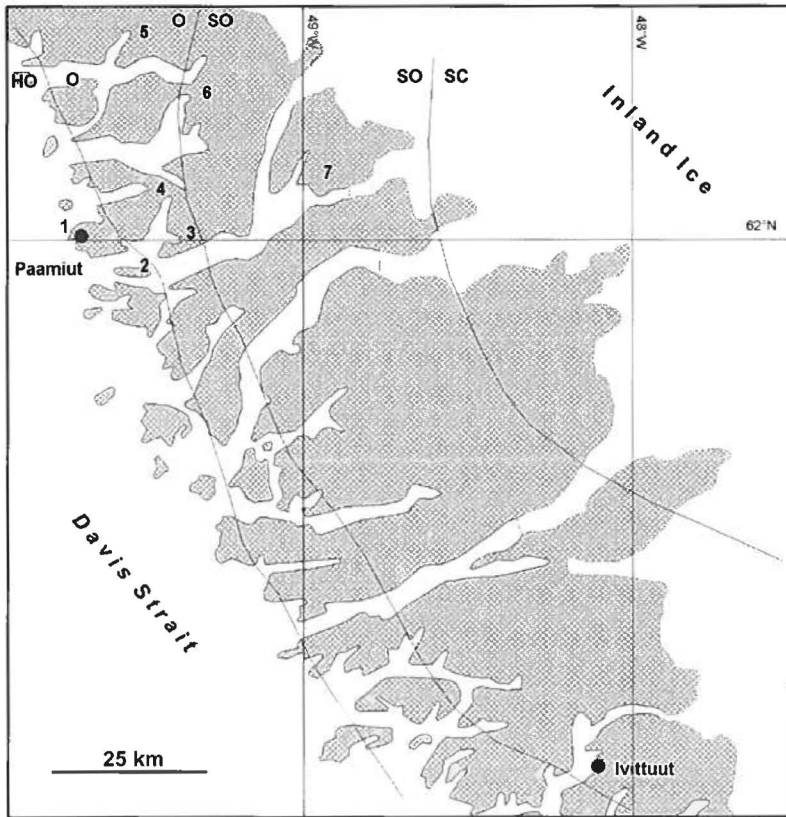 5
O SO
49°W
48°W
HO O
SO SC
6
Inland Ice
7
4
1
3
62°N
Paamiut
2
Davis Strait
25 km
Ivittuut